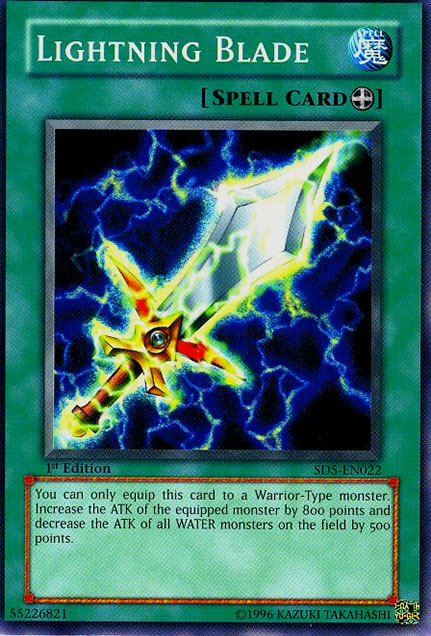 LIGHTNING BLADE
SPELL
魔
[SPELL CARD]
1st Edition
SD5-EN022
You can only equip this card to a Warrior-Type monster.
Increase the ATK of the equipped monster by 800 points and
decrease the ATK of all WATER monsters on the field by 500
points.
55226821
©1996 KAZUKI TAKAHASHI